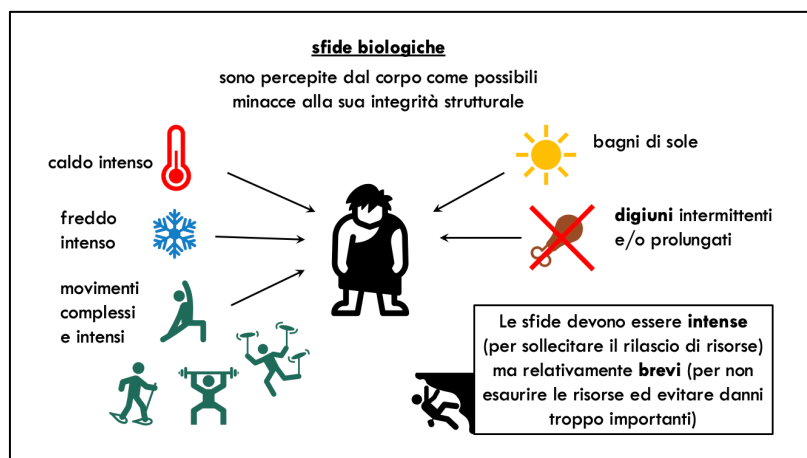 sfide biologiche
sono percepite dal corpo come possibili
minacce alla sua integrità strutturale
caldo intenso
freddo
intenso
movimenti
complessi
e intensi
bagni di sole
digiuni intermittenti
e/o prolungati
Le sfide devono essere intense
(per sollecitare il rilascio di risorse)
ma relativamente brevi (per non
esaurire le risorse ed evitare danni
troppo importanti)